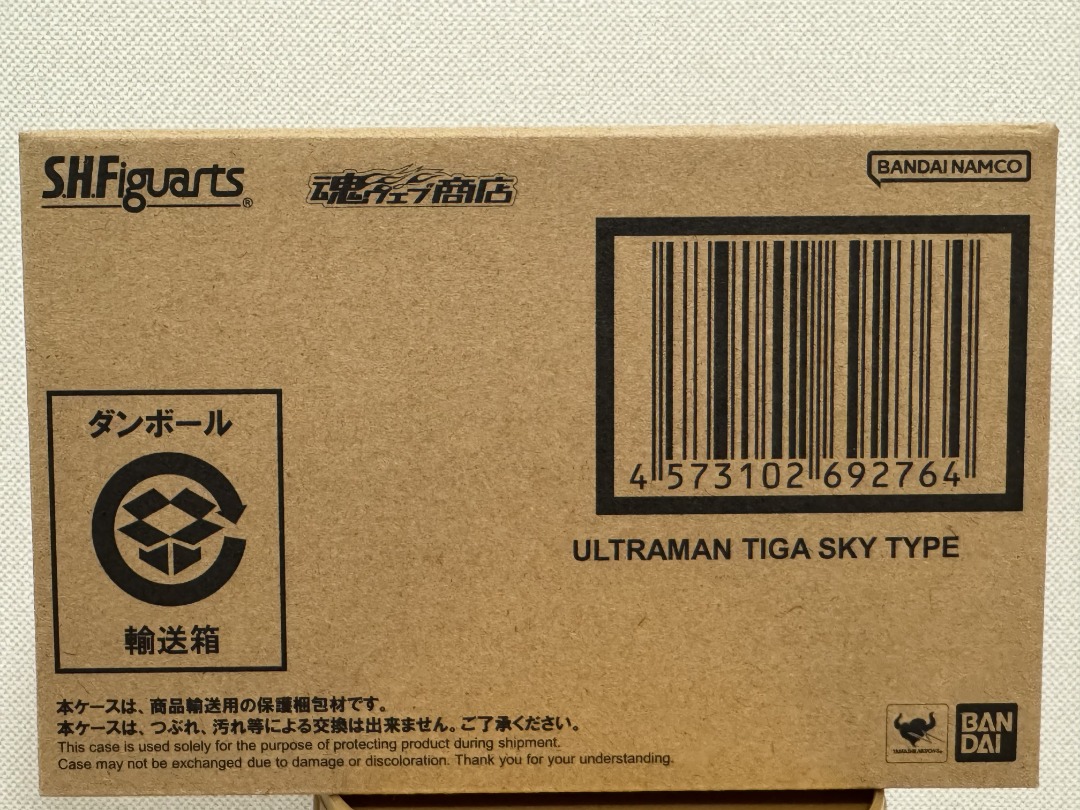 S.H.Figuarts®
魂ウェブ商店
BANDAI NAMCO
4 573102 692764
ULTRAMAN TIGA SKY TYPE
ダンボール
輸送箱
本ケースは、商品輸送用の保護梱包材です。
本ケースは、つぶれ、汚れ等による交換は出来ません。ご了承ください。
This case is used solely for the purpose of protecting product during shipment.
Case may not be exchanged due to damage or discoloration. Thank you for your understanding.
TAMASHII NATIONS
BAN
DAI